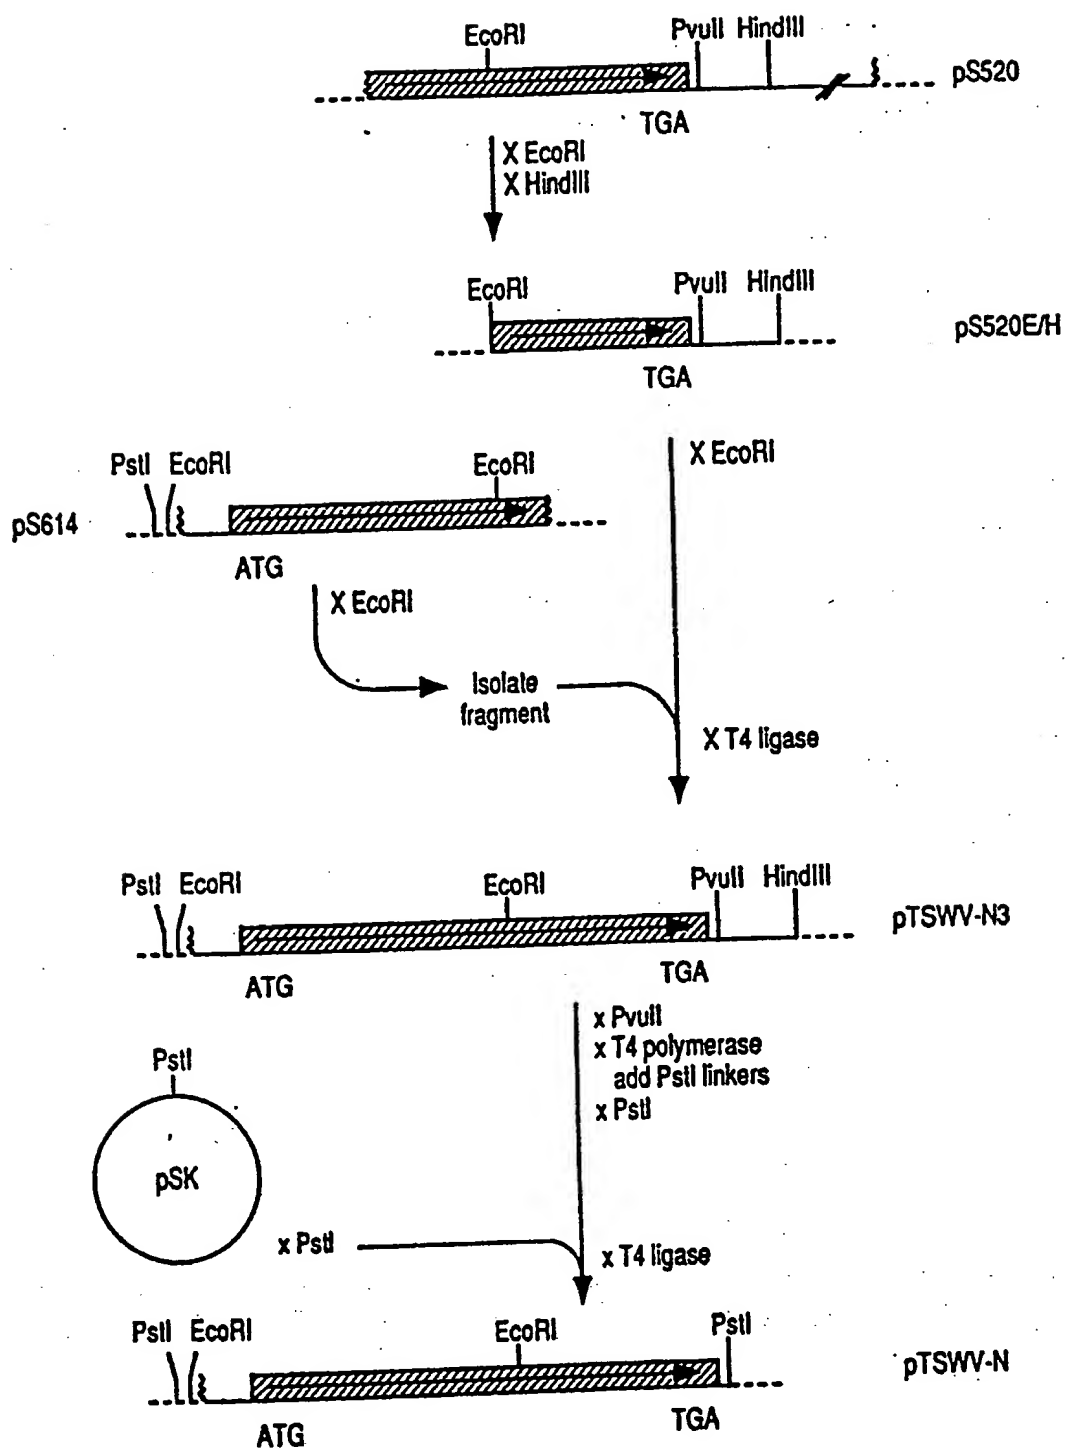 EcoRI PvuII HindIII
pS520
TGA
X EcoRI
X HindIII
EcoRI PvuII HindIII
pS520E/H
TGA
X EcoRI
PstI EcoRI EcoRI
pS614
ATG
X EcoRI
Isolate
fragment
X T4 ligase
PstI EcoRI EcoRI PvuII HindIII
pTSWV-N3
ATG TGA
x PvuII
x T4 polymerase
add PstI linkers
x PstI
PstI
pSK
x PstI
x T4 ligase
PstI EcoRI EcoRI PstI
pTSWV-N
ATG TGA